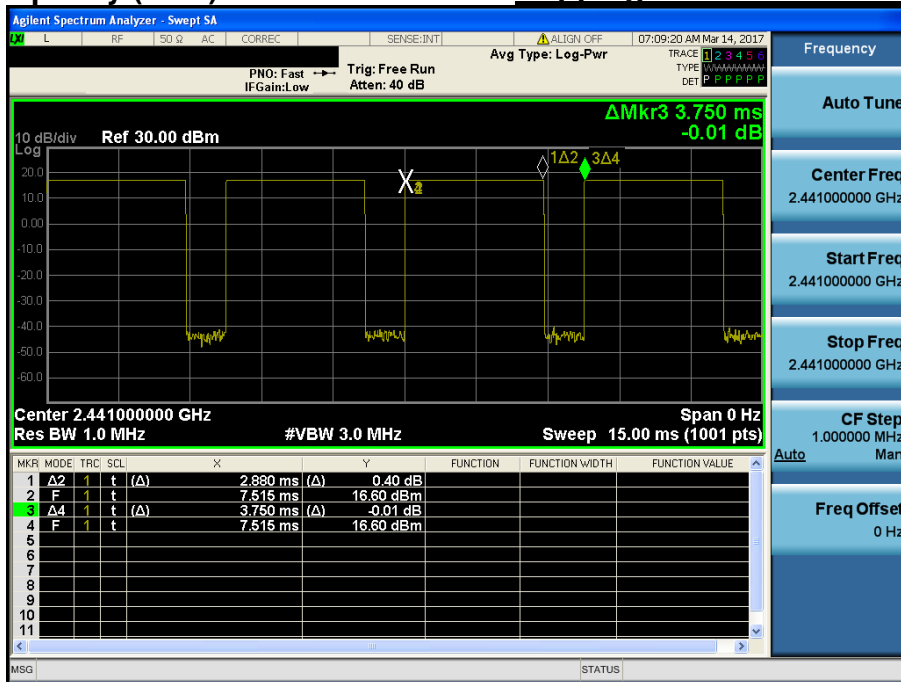 Agilent Spectrum Analyzer - Swept SA
LXI L RF 50 Ω AC CORREC SENSE:INT ALIGN OFF 07:09:20 AM Mar 14, 2017
PNO: Fast Trig: Free Run Avg Type: Log-Pwr TRACE 1 2 3 4 5 6
IFGain:Low Atten: 40 dB TYPE
DET P P P P P P
ΔMkr3 3.750 ms
-0.01 dB
10 dB/div Ref 30.00 dBm
Log
1Δ2 3Δ4
X
20.0
10.0
0.00
-10.0
-20.0
-30.0
-40.0
-50.0
-60.0
Center 2.441000000 GHz Span 0 Hz
Res BW 1.0 MHz #VBW 3.0 MHz Sweep 15.00 ms (1001 pts)
MKR MODE TRC SCL X Y FUNCTION FUNCTION WIDTH FUNCTION VALUE
1 Δ2 1 t (Δ) 2.880 ms (Δ) 0.40 dB
2 F 1 t 7.515 ms 16.60 dBm
3 Δ4 1 t (Δ) 3.750 ms (Δ) -0.01 dB
4 F 1 t 7.515 ms 16.60 dBm
5
6
7
8
9
10
11
MSG STATUS
Frequency
Auto Tune
Center Freq
2.441000000 GHz
Start Freq
2.441000000 GHz
Stop Freq
2.441000000 GHz
CF Step
1.000000 MHz
Auto Man
Freq Offset
0 Hz